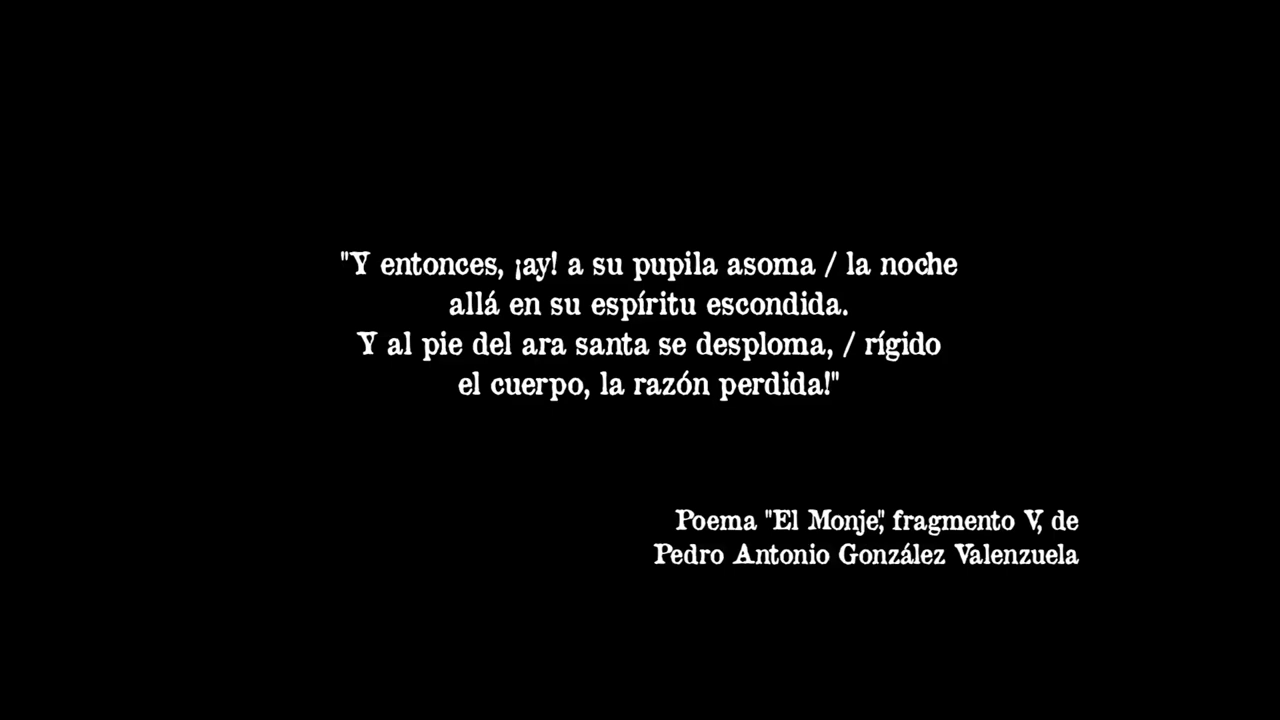 "Y entonces, ¡ay! a su pupila asoma / la noche
allá en su espíritu escondida.
Y al pie del ara santa se desploma, / rígido
el cuerpo, la razón perdida!"
Poema "El Monje", fragmento V, de
Pedro Antonio González Valenzuela